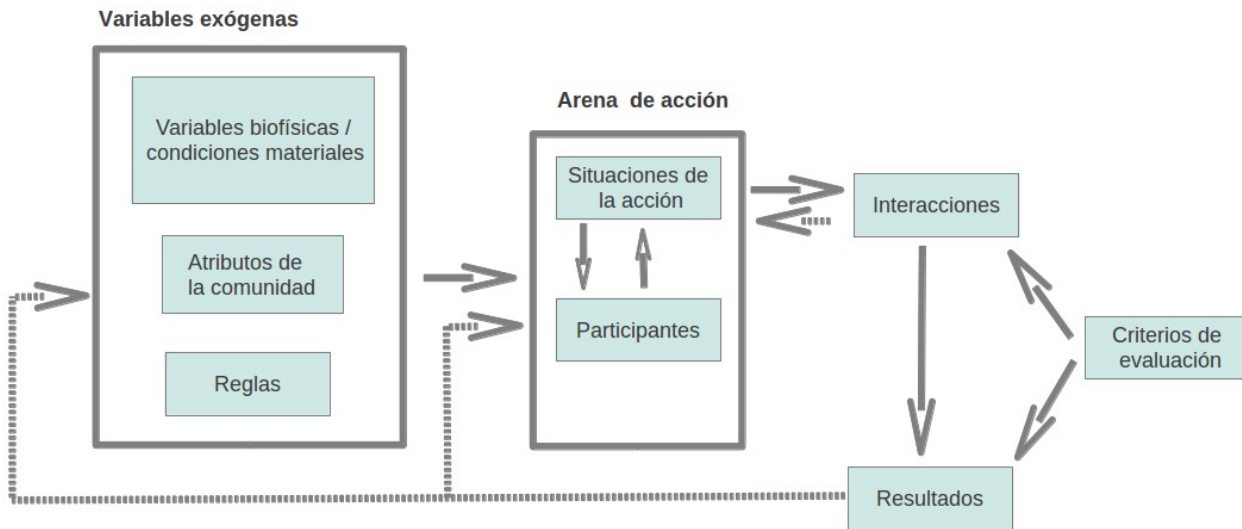 Variables exógenas
Variables biofísicas /
condiciones materiales
Atributos de
la comunidad
Reglas
Arena de acción
Situaciones de
la acción
Participantes
Interacciones
Criterios de
evaluación
Resultados